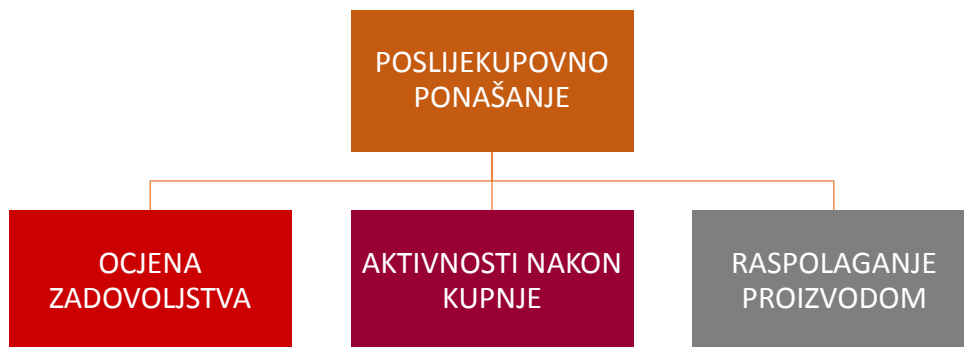 POSLIJEKUPOVNO
PONAŠANJE
OCJENA
ZADOVOLJSTVA
AKTIVNOSTI NAKON
KUPNJE
RASPOLAGANJE
PROIZVODOM